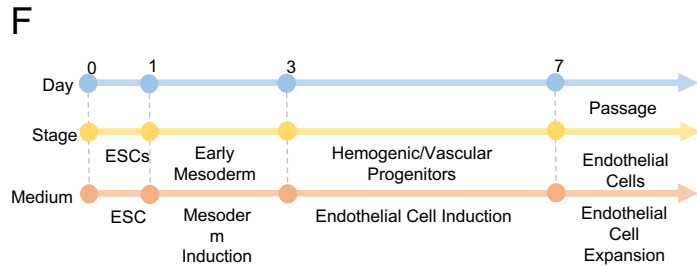 F
0 1 3 7
Day
Passage
Stage
ESCs
Early
Mesoderm
Hemogenic/Vascular
Progenitors
Endothelial
Cells
Medium
ESC
Mesoder
m
Induction
Endothelial Cell Induction
Endothelial
Cell
Expansion